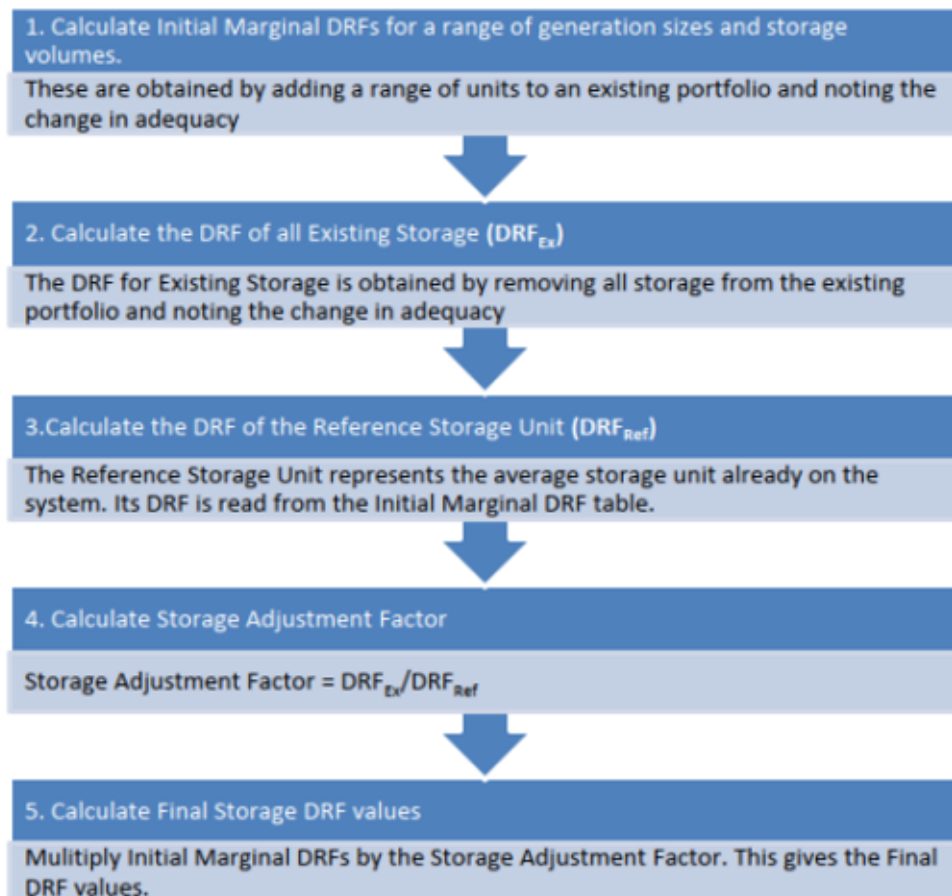 1. Calculate Initial Marginal DRFs for a range of generation sizes and storage
volumes.
These are obtained by adding a range of units to an existing portfolio and noting the
change in adequacy
2. Calculate the DRF of all Existing Storage (DRFEx)
The DRF for Existing Storage is obtained by removing all storage from the existing
portfolio and noting the change in adequacy
3.Calculate the DRF of the Reference Storage Unit (DRFRef)
The Reference Storage Unit represents the average storage unit already on the
system. Its DRF is read from the Initial Marginal DRF table.
4. Calculate Storage Adjustment Factor
Storage Adjustment Factor = DRFEx/DRFRef
5. Calculate Final Storage DRF values
Mulitiply Initial Marginal DRFs by the Storage Adjustment Factor. This gives the Final
DRF values.